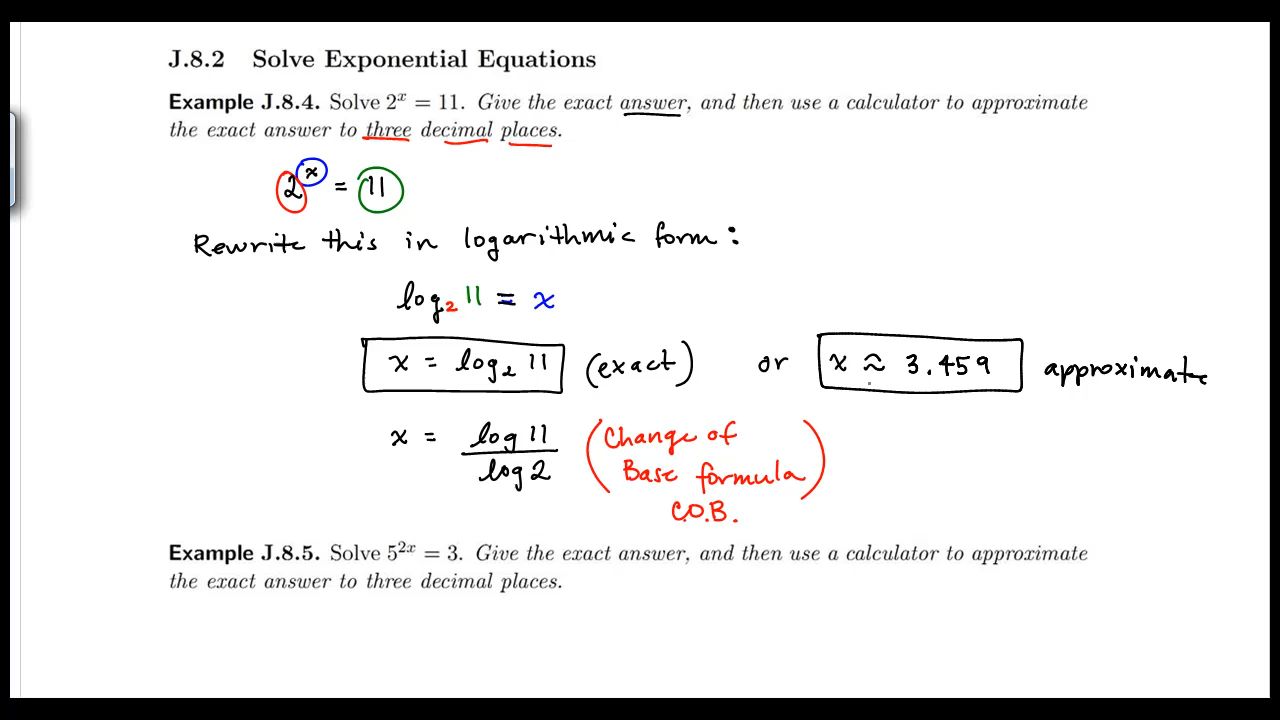 J.8.2 Solve Exponential Equations
Example J.8.4. Solve 2ˣ = 11. Give the exact answer, and then use a calculator to approximate
the exact answer to three decimal places.
2ˣ = 11
Rewrite this in logarithmic form:
log₂ 11 = x
x = log₂ 11 (exact) or x ≈ 3.459 approximate
x = log 11 / log 2 (Change of
Base formula)
C.O.B.
Example J.8.5. Solve 5²ˣ = 3. Give the exact answer, and then use a calculator to approximate
the exact answer to three decimal places.